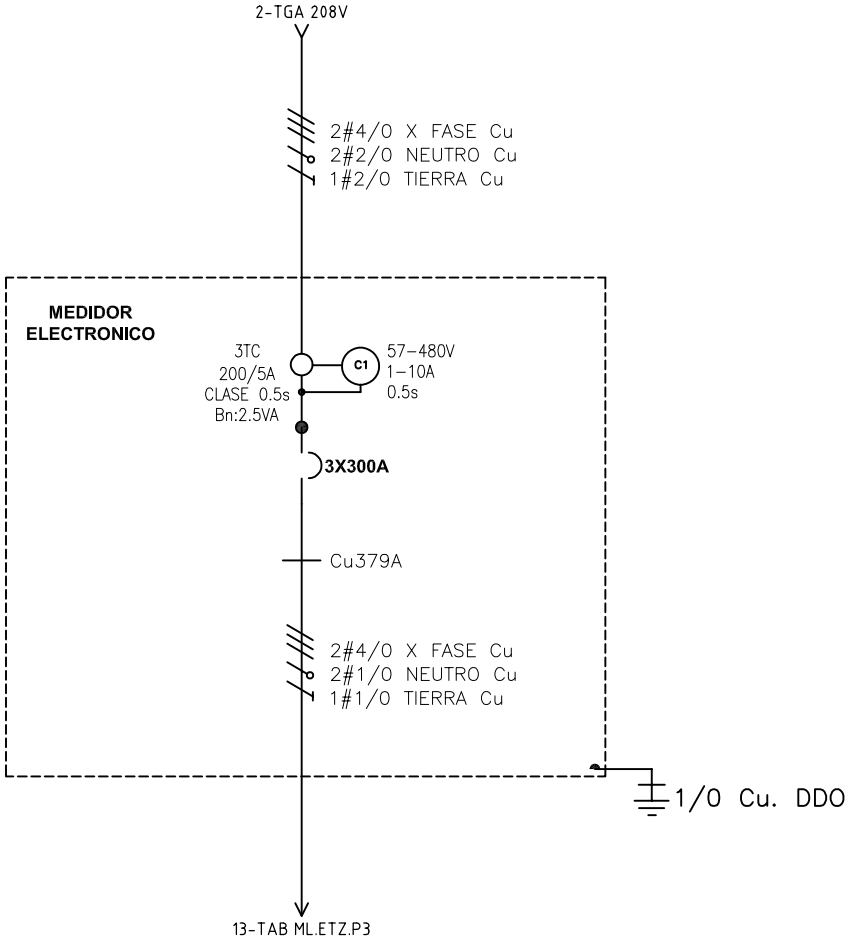 2-TGA 208V
2#4/0 X FASE Cu
2#2/0 NEUTRO Cu
1#2/0 TIERRA Cu
MEDIDOR
ELECTRONICO
3TC
200/5A
CLASE 0.5s
Bn:2.5VA
C1
57-480V
1-10A
0.5s
3X300A
Cu379A
2#4/0 X FASE Cu
2#1/0 NEUTRO Cu
1#1/0 TIERRA Cu
1/0 Cu. DDO
13-TAB ML.ETZ.P3